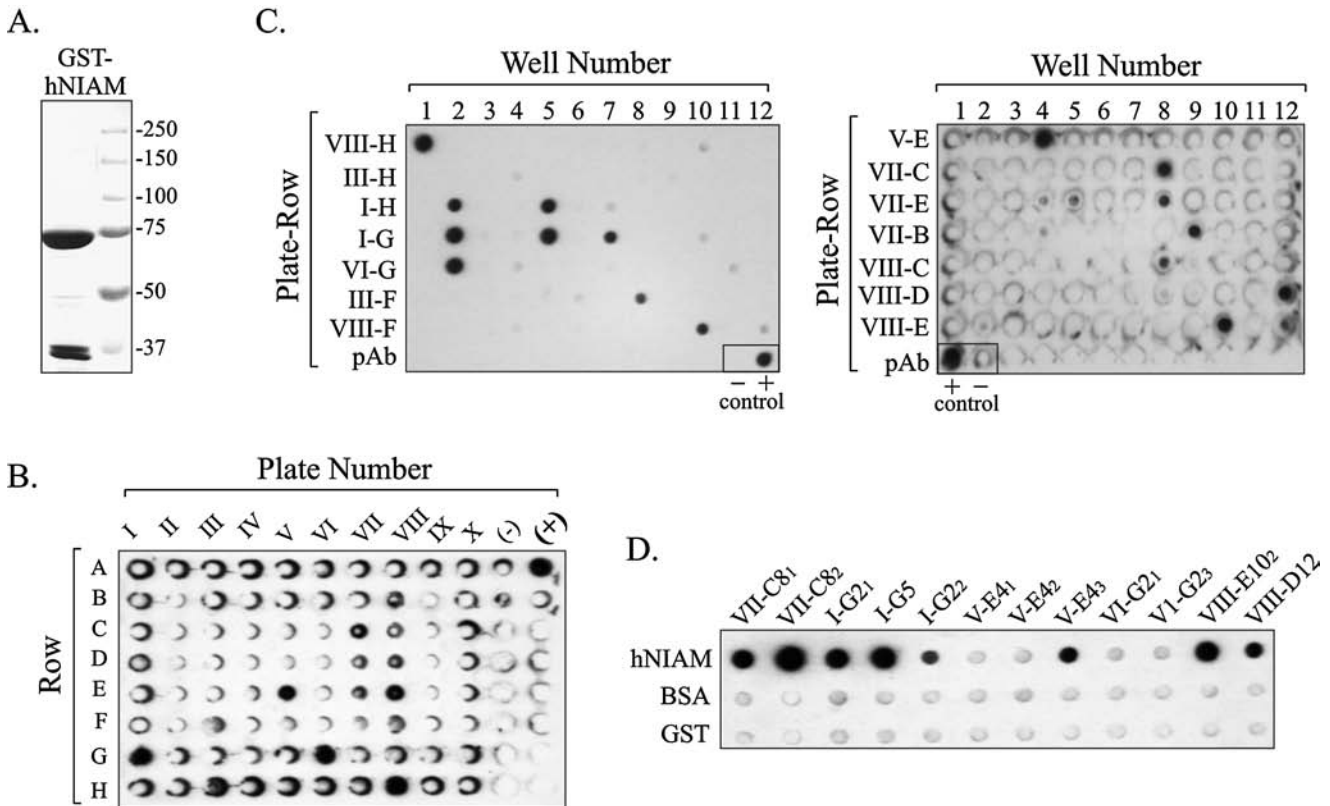 A.
GST-
hNIAM
-250
-150
-100
-75
-50
-37
C.
Well Number
1 2 3 4 5 6 7 8 9 10 11 12
Plate-Row
VIII-H
III-H
I-H
I-G
VI-G
III-F
VIII-F
pAb
− +
control
Well Number
1 2 3 4 5 6 7 8 9 10 11 12
Plate-Row
V-E
VII-C
VII-E
VII-B
VIII-C
VIII-D
VIII-E
pAb
+ −
control
B.
Plate Number
I II III IV V VI VII VIII IX X (-) (+)
Row
A
B
C
D
E
F
G
H
D.
VII-C8₁ VII-C8₂ I-G2₁ I-G5 I-G2₂ V-E4₁ V-E4₂ V-E4₃ VI-G2₁ V1-G2₃ VIII-E10₂ VIII-D12
hNIAM
BSA
GST